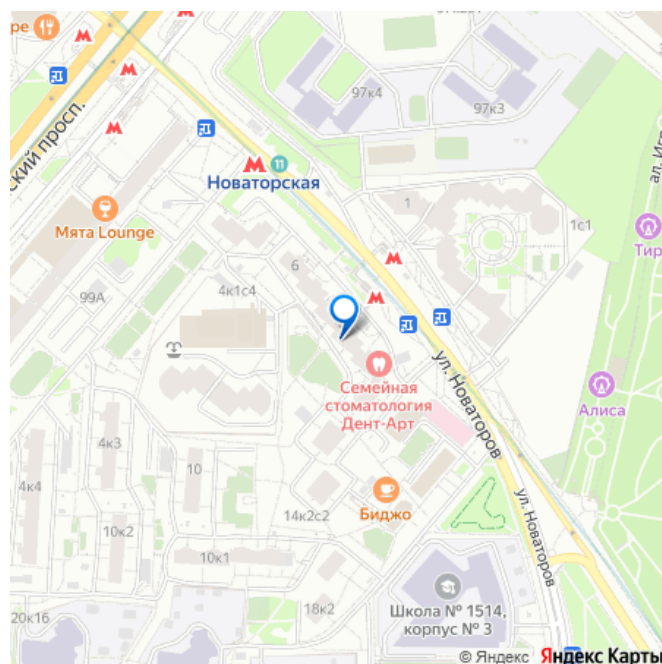 ре
97к4
97к3
ский просп.
11
Новаторская
Мята Lounge
1
1с1
ал. Иг
Тир
6
4к1с4
99А
Семейная
стоматология
Дент-Арт
ул. Новаторов
Алиса
4к3
4к4
10
10к2
14к2с2
Биджо
10к1
ул. Новаторов
18к2
20к16
Школа № 1514,
корпус № 3
© Яндекс Яндекс Карты